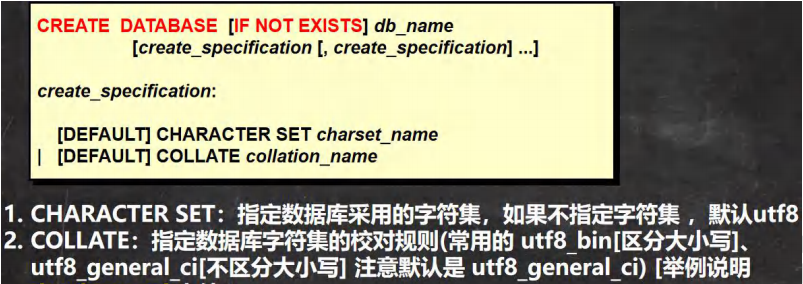 CREATE DATABASE [IF NOT EXISTS] db_name
[create_specification [, create_specification] ...]
create_specification:
[DEFAULT] CHARACTER SET charset_name
| [DEFAULT] COLLATE collation_name
1. CHARACTER SET：指定数据库采用的字符集，如果不指定字符集，默认utf8
2. COLLATE：指定数据库字符集的校对规则(常用的 utf8_bin[区分大小写]、
utf8_general_ci[不区分大小写] 注意默认是 utf8_general_ci) [举例说明